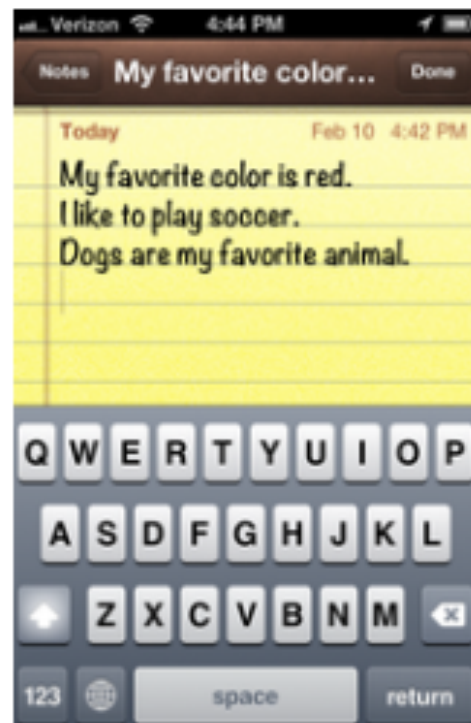 Verizon 4:44 PM
Notes My favorite color... Done
Today Feb 10 4:42 PM
My favorite color is red.
I like to play soccer.
Dogs are my favorite animal.
Q W E R T Y U I O P
A S D F G H J K L
Z X C V B N M
123 space return